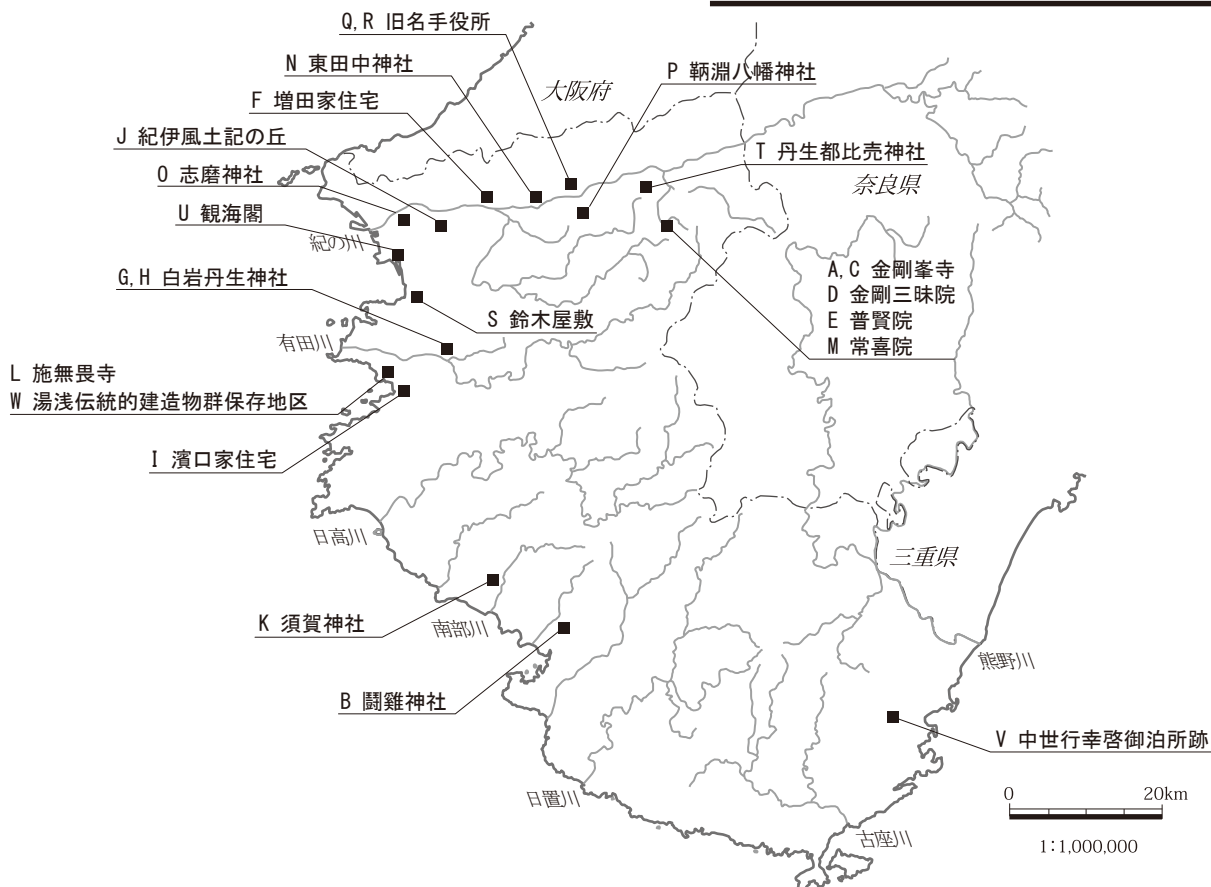 Q,R 旧名手役所
N 東田中神社
大阪府
P 鞆淵八幡神社
F 増田家住宅
J 紀伊風土記の丘
T 丹生都比売神社
O 志磨神社
奈良県
U 観海閣
紀の川
G,H 白岩丹生神社
A,C 金剛峯寺
D 金剛三昧院
E 普賢院
M 常喜院
S 鈴木屋敷
有田川
L 施無畏寺
W 湯浅伝統的建造物群保存地区
I 濱口家住宅
日高川
三重県
K 須賀神社
南部川
熊野川
B 鬪雞神社
V 中世行幸啓御泊所跡
日置川
0 20km
古座川
1:1,000,000